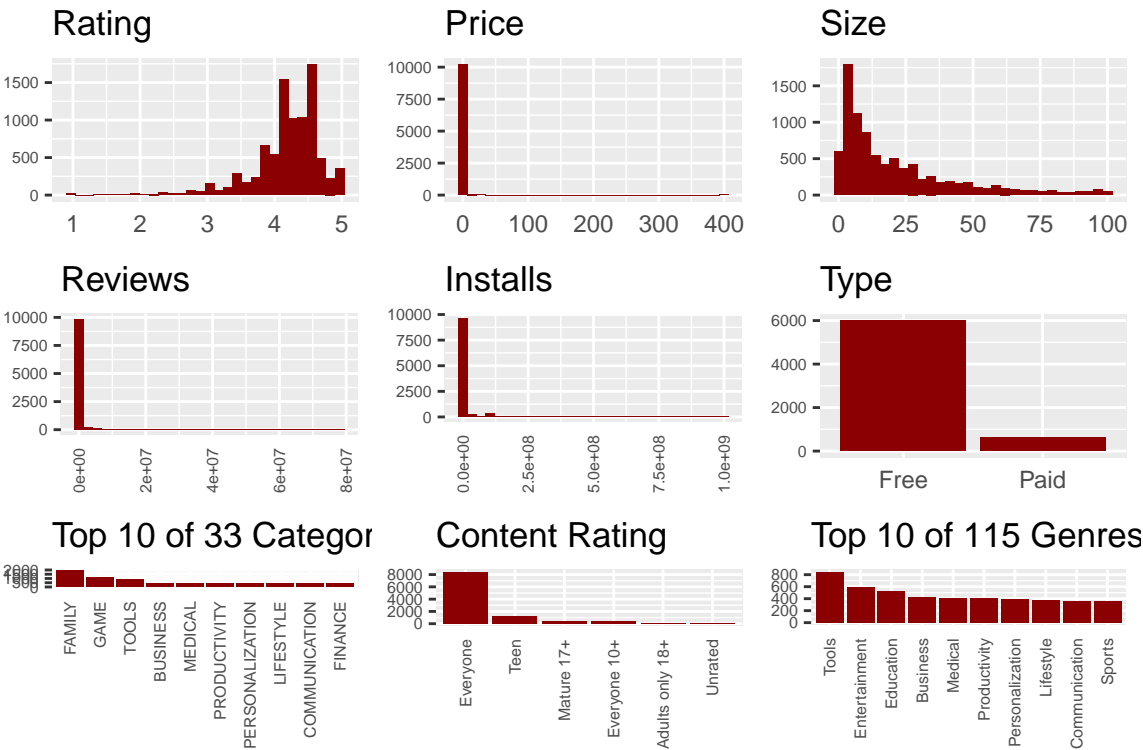 Rating
1500
1000
500
0
1 2 3 4 5
Price
10000
7500
5000
2500
0
0 100 200 300 400
Size
1500
1000
500
0
0 25 50 75 100
Reviews
10000
7500
5000
2500
0
0e+00 2e+07 4e+07 6e+07 8e+07
Installs
10000
7500
5000
2500
0
0.0e+00 2.5e+08 5.0e+08 7.5e+08 1.0e+09
Type
6000
4000
2000
0
Free Paid
Top 10 of 33 Categor
2000
1500
1000
500
0
FAMILY
GAME
TOOLS
BUSINESS
MEDICAL
PRODUCTIVITY
PERSONALIZATION
LIFESTYLE
COMMUNICATION
FINANCE
Content Rating
8000
6000
4000
2000
0
Everyone
Teen
Mature 17+
Everyone 10+
Adults only 18+
Unrated
Top 10 of 115 Genres
800
600
400
200
0
Tools
Entertainment
Education
Business
Medical
Productivity
Personalization
Lifestyle
Communication
Sports